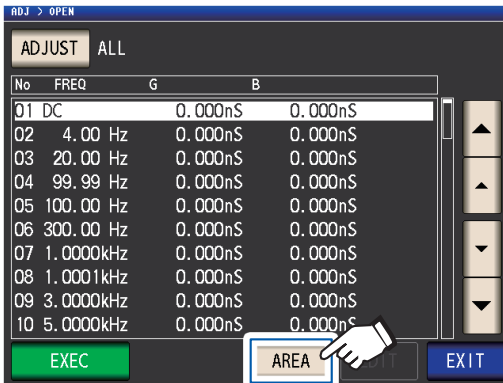 ADJ > OPEN
ADJUST ALL
No FREQ G B
01 DC 0.000nS 0.000nS
02 4.00 Hz 0.000nS 0.000nS
03 20.00 Hz 0.000nS 0.000nS
04 99.99 Hz 0.000nS 0.000nS
05 100.00 Hz 0.000nS 0.000nS
06 300.00 Hz 0.000nS 0.000nS
07 1.0000kHz 0.000nS 0.000nS
08 1.0001kHz 0.000nS 0.000nS
09 3.0000kHz 0.000nS 0.000nS
10 5.0000kHz 0.000nS 0.000nS
EXEC AREA EXIT